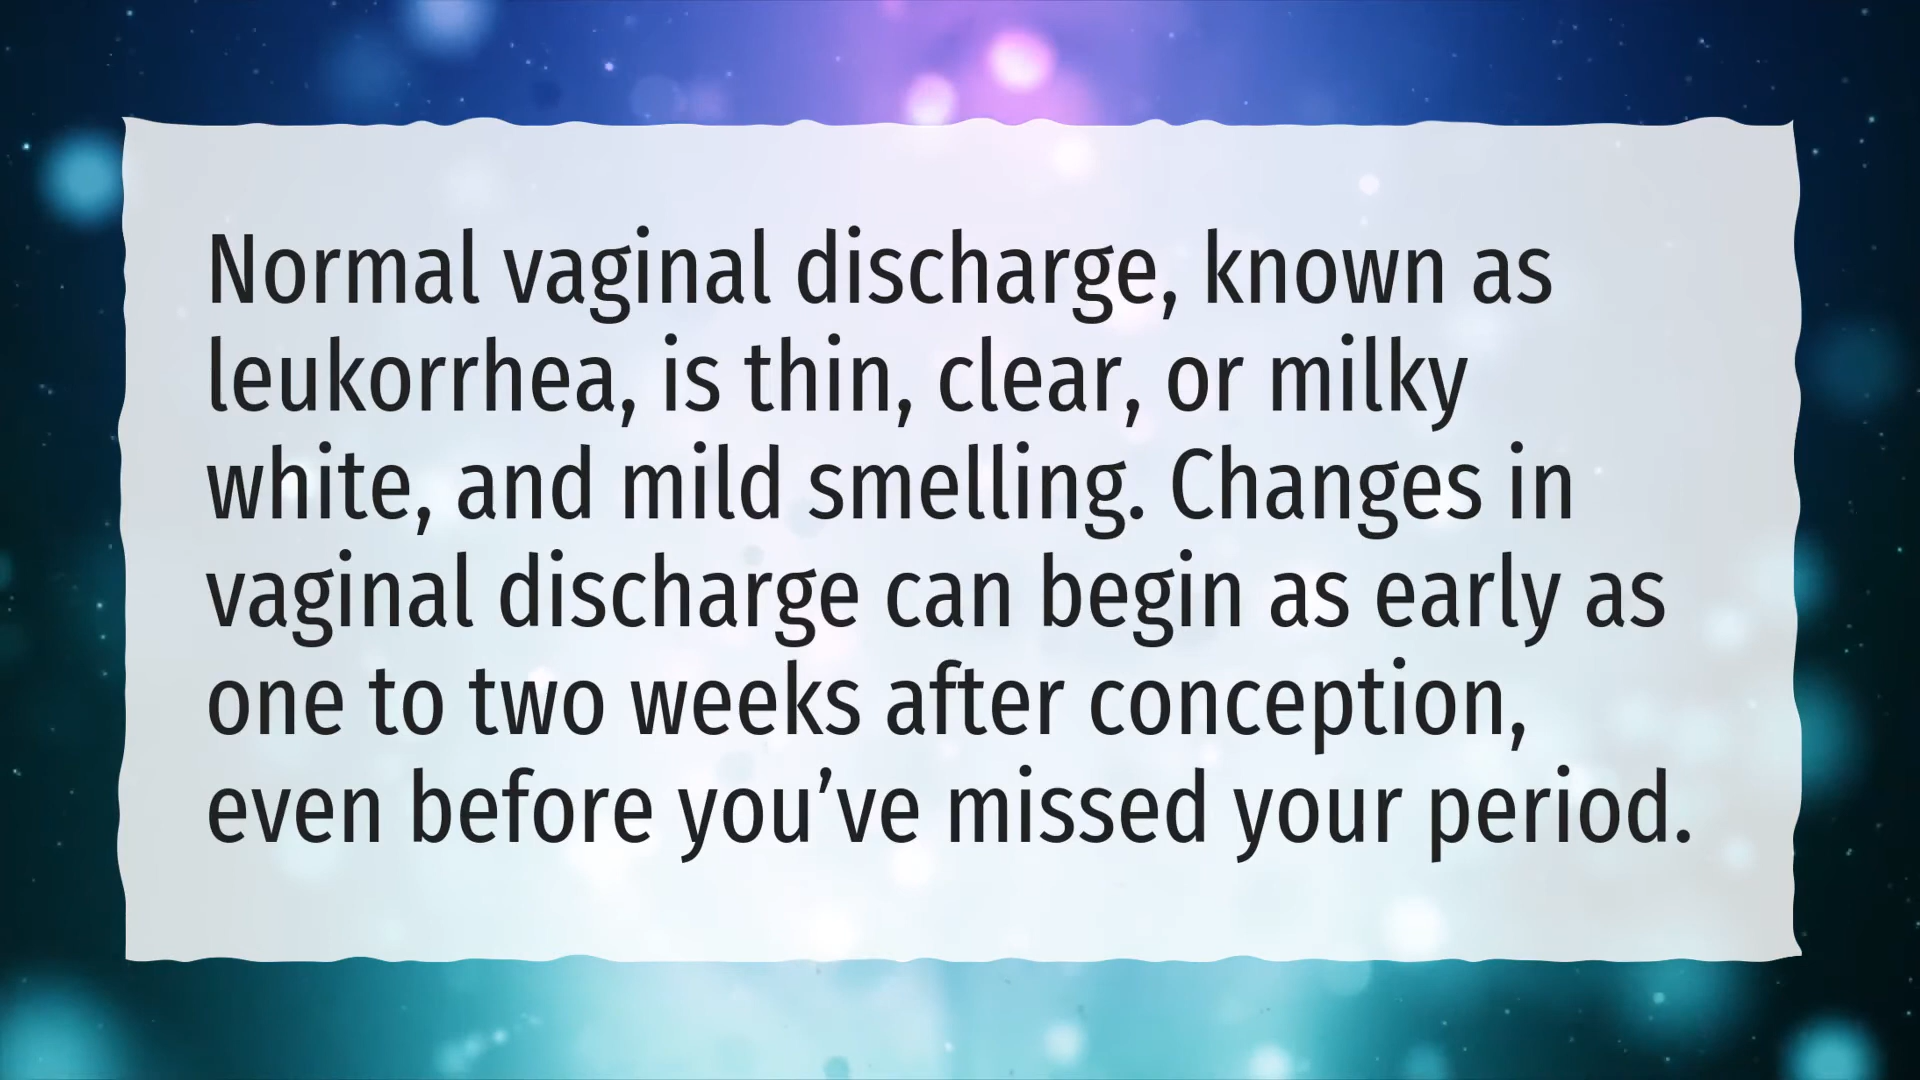 Normal vaginal discharge, known as
leukorrhea, is thin, clear, or milky
white, and mild smelling. Changes in
vaginal discharge can begin as early as
one to two weeks after conception,
even before you’ve missed your period.